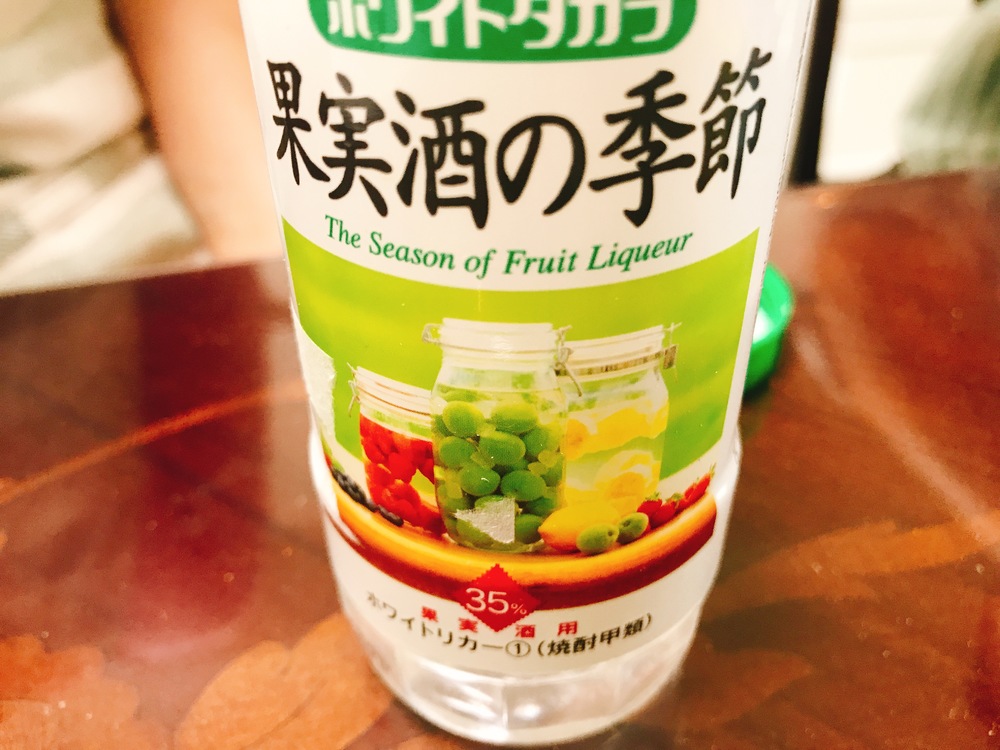 ホワイトタカラ
果実酒の季節
The Season of Fruit Liqueur
35%
果実酒用
ホワイトリカー①(焼酎甲類)